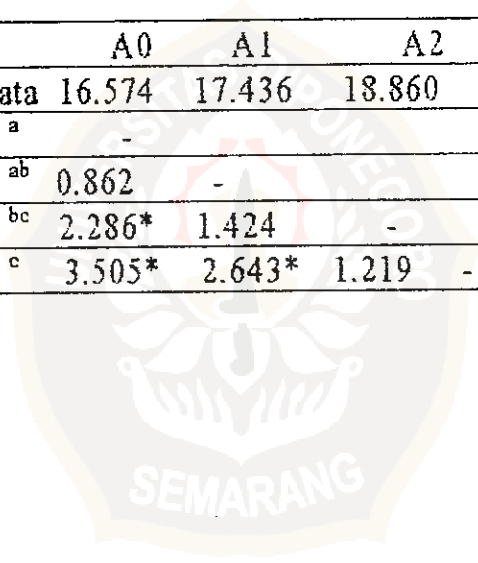 A0 A1 A2
ata 16.574 17.436 18.860
a -
ab 0.862 -
bc 2.286* 1.424 -
c 3.505* 2.643* 1.219 -
SEMARANG